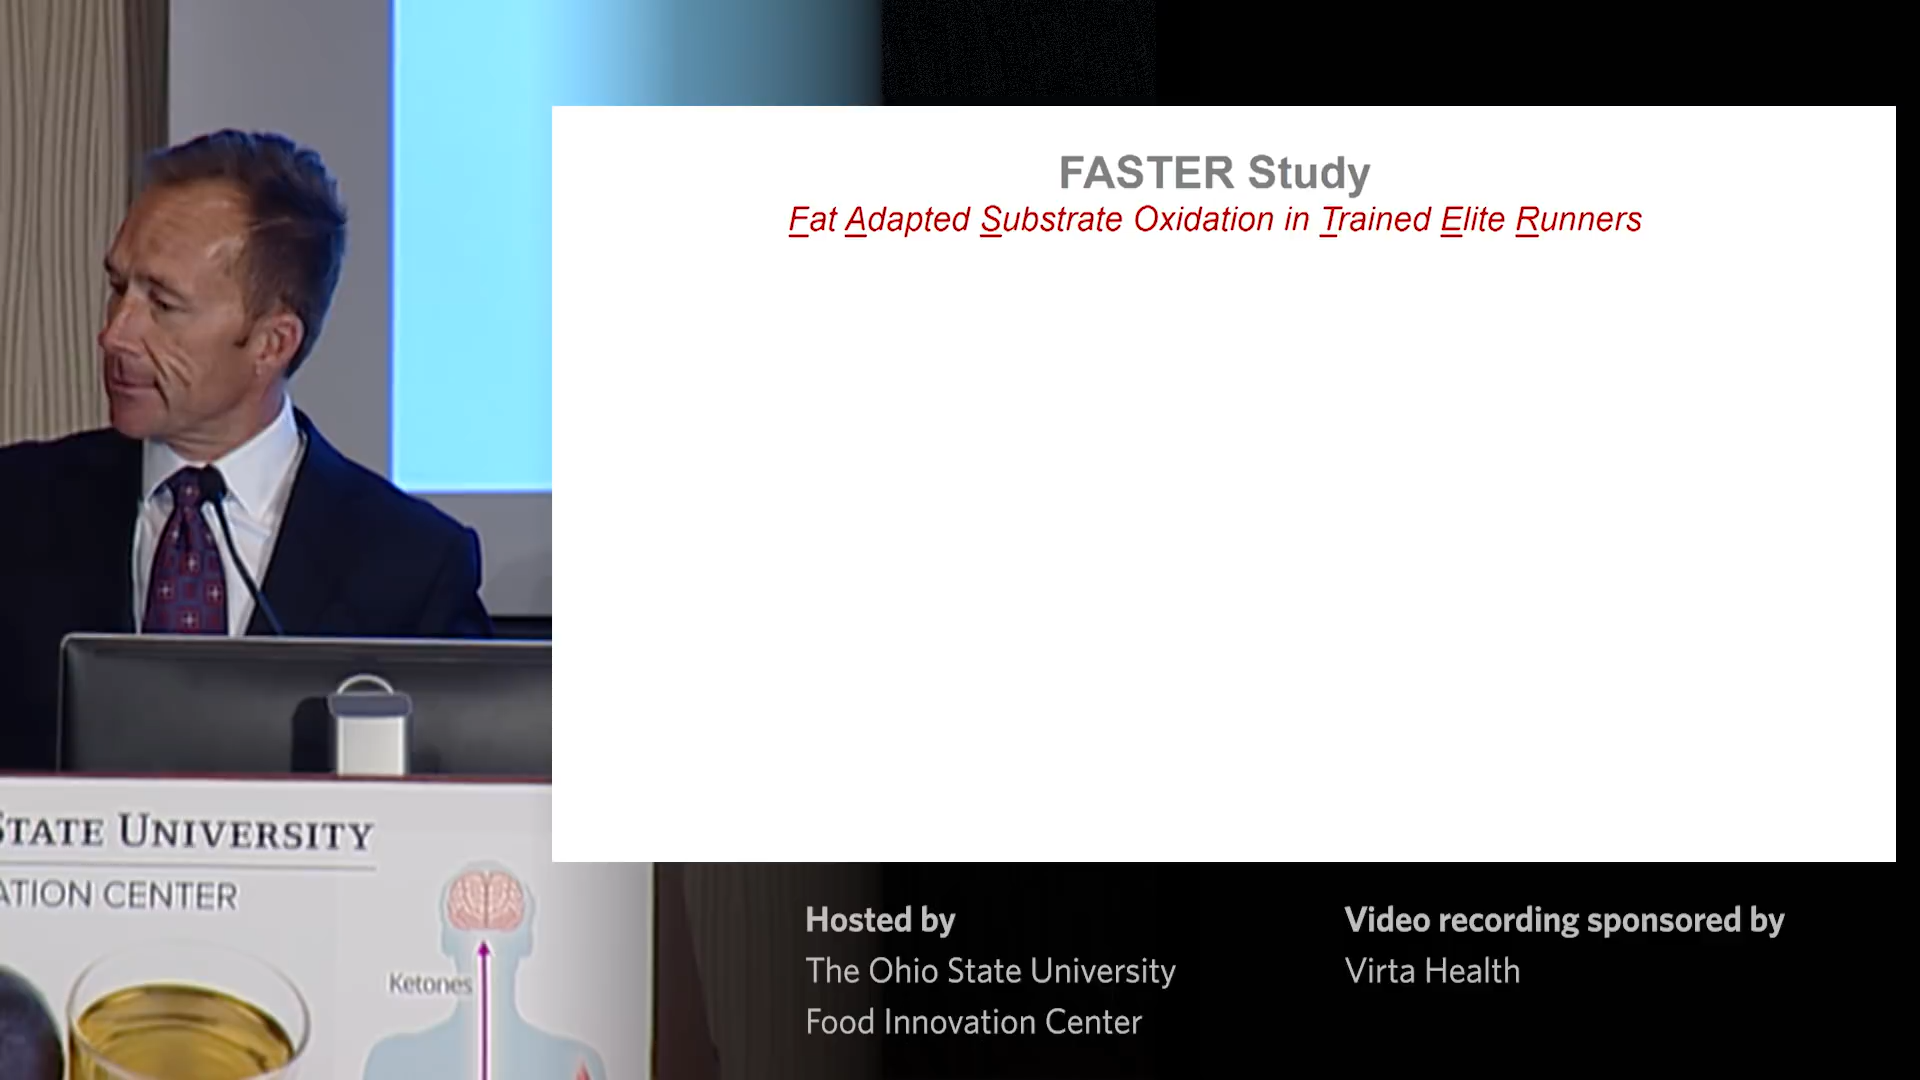 FASTER Study
Fat Adapted Substrate Oxidation in Trained Elite Runners
STATE UNIVERSITY
ATION CENTER
Ketones
Hosted by
The Ohio State University
Food Innovation Center
Video recording sponsored by
Virta Health